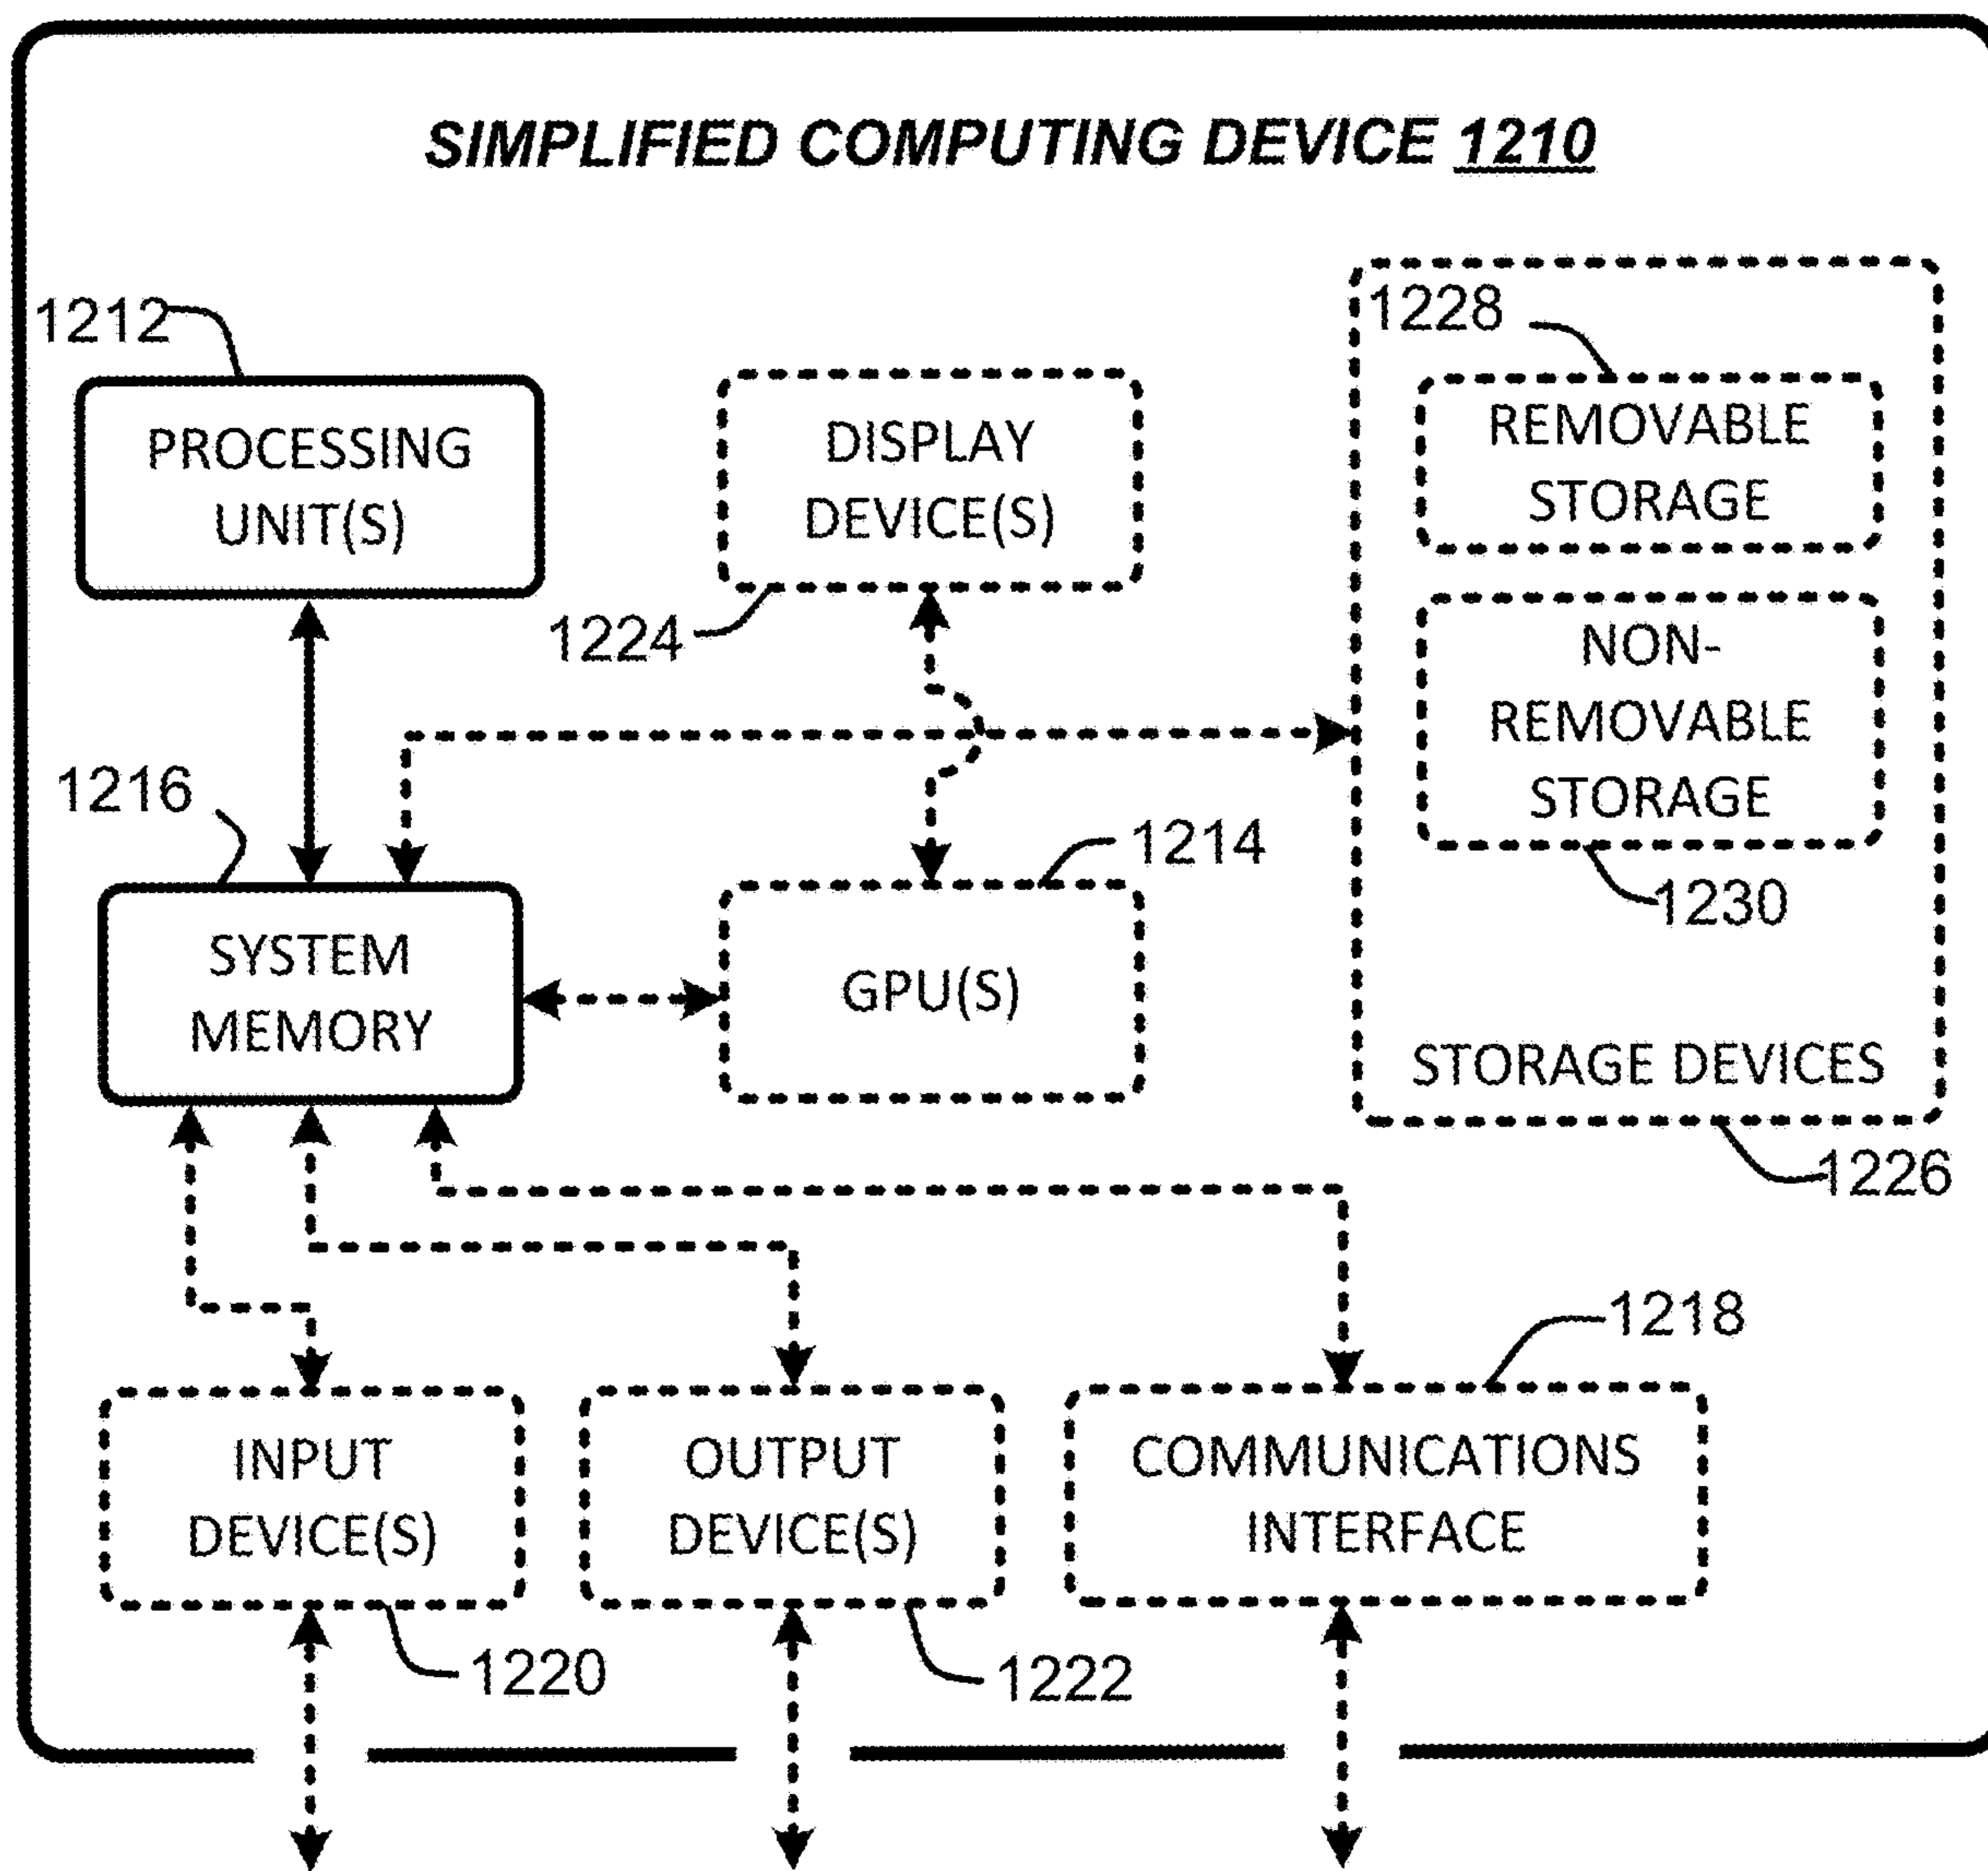 SIMPLIFIED COMPUTING DEVICE 1210
1212
PROCESSING
UNIT(S)
DISPLAY
DEVICE(S)
1224
1228
REMOVABLE
STORAGE
NON-
REMOVABLE
STORAGE
1230
STORAGE DEVICES
1226
1216
SYSTEM
MEMORY
1214
GPU(S)
INPUT
DEVICE(S)
1220
OUTPUT
DEVICE(S)
1222
1218
COMMUNICATIONS
INTERFACE